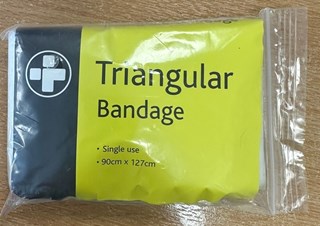 Triangular
Bandage
• Single use
• 90cm x 127cm